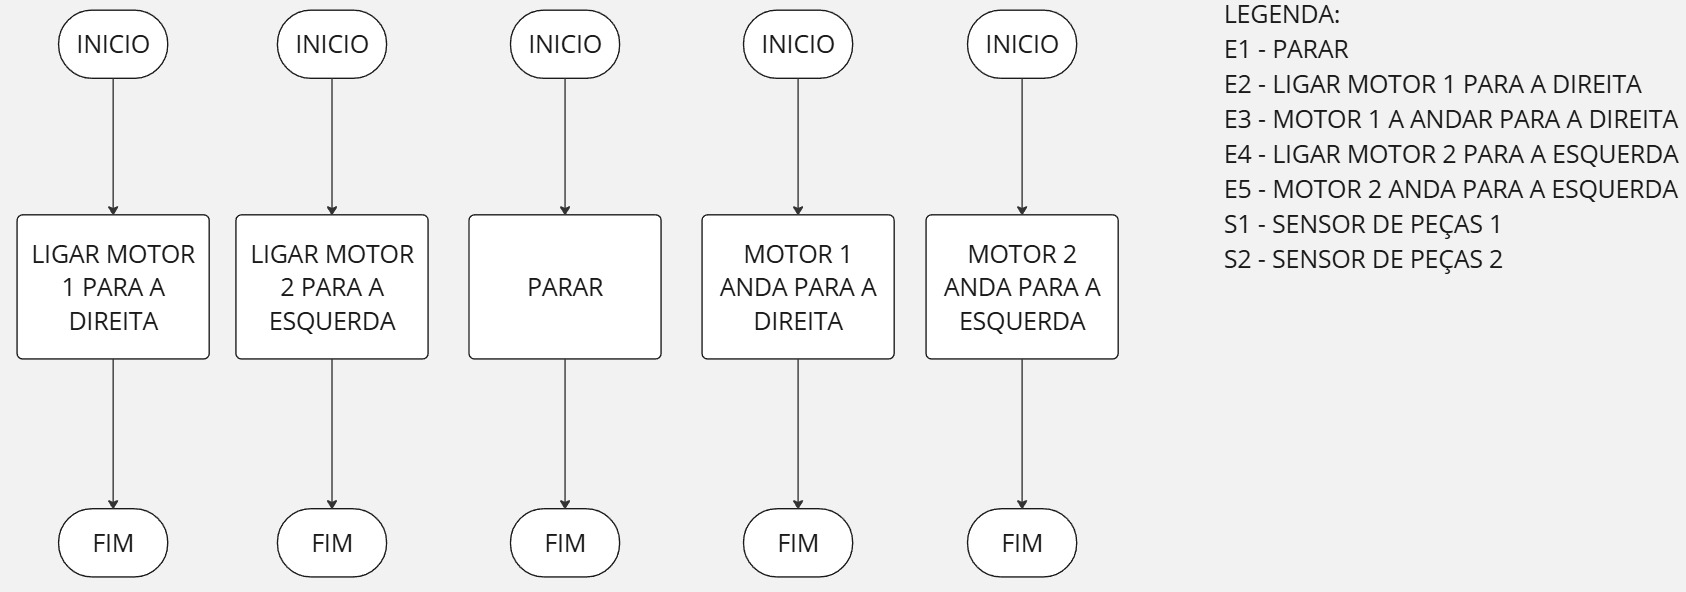 INICIO
LIGAR MOTOR
1 PARA A
DIREITA
FIM
INICIO
LIGAR MOTOR
2 PARA A
ESQUERDA
FIM
INICIO
PARAR
FIM
INICIO
MOTOR 1
ANDA PARA A
DIREITA
FIM
INICIO
MOTOR 2
ANDA PARA A
ESQUERDA
FIM
LEGENDA:
E1 - PARAR
E2 - LIGAR MOTOR 1 PARA A DIREITA
E3 - MOTOR 1 A ANDAR PARA A DIREITA
E4 - LIGAR MOTOR 2 PARA A ESQUERDA
E5 - MOTOR 2 ANDA PARA A ESQUERDA
S1 - SENSOR DE PEÇAS 1
S2 - SENSOR DE PEÇAS 2